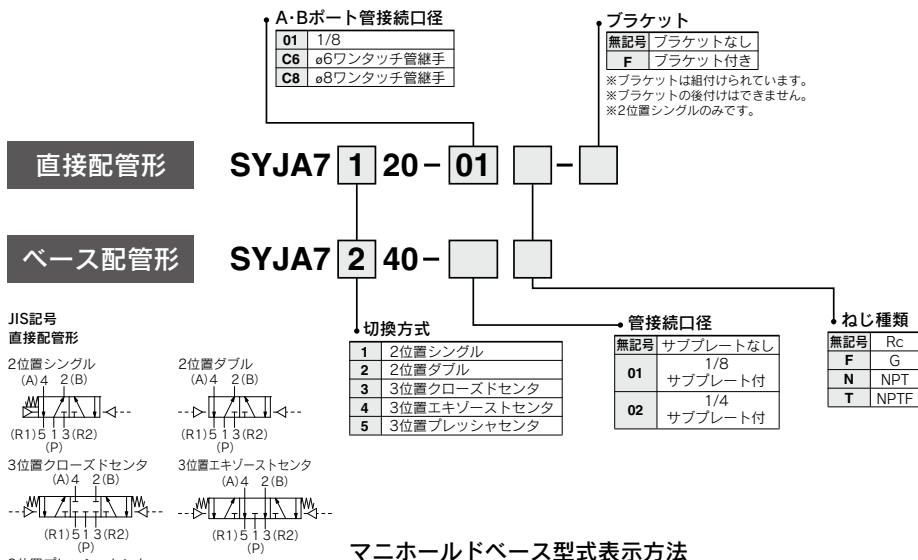 A・Bポート管接続口径
01 1/8
C6 ø6ワンタッチ管継手
C8 ø8ワンタッチ管継手
ブラケット
無記号 ブラケットなし
F ブラケット付き
※ブラケットは組付けられています。
※ブラケットの後付けはできません。
※2位置シングルのみです。
直接配管形 SYJA7 1 20 - 01 -
ベース配管形 SYJA7 2 40 -
切換方式
1 2位置シングル
2 2位置ダブル
3 3位置クローズドセンタ
4 3位置エキゾーストセンタ
5 3位置プレッシャセンタ
管接続口径
無記号 サブプレートなし
01 1/8
サブプレート付
02 1/4
サブプレート付
ねじ種類
無記号 Rc
F G
N NPT
T NPTF
JIS記号
直接配管形
2位置シングル
(A)4 2(B)
(R1)5 1 3(R2)
(P)
2位置ダブル
(A)4 2(B)
(R1)5 1 3(R2)
(P)
3位置クローズドセンタ
(A)4 2(B)
(R1)5 1 3(R2)
(P)
3位置エキゾーストセンタ
(A)4 2(B)
(R1)5 1 3(R2)
(P)
マニホールドベース型式表示方法